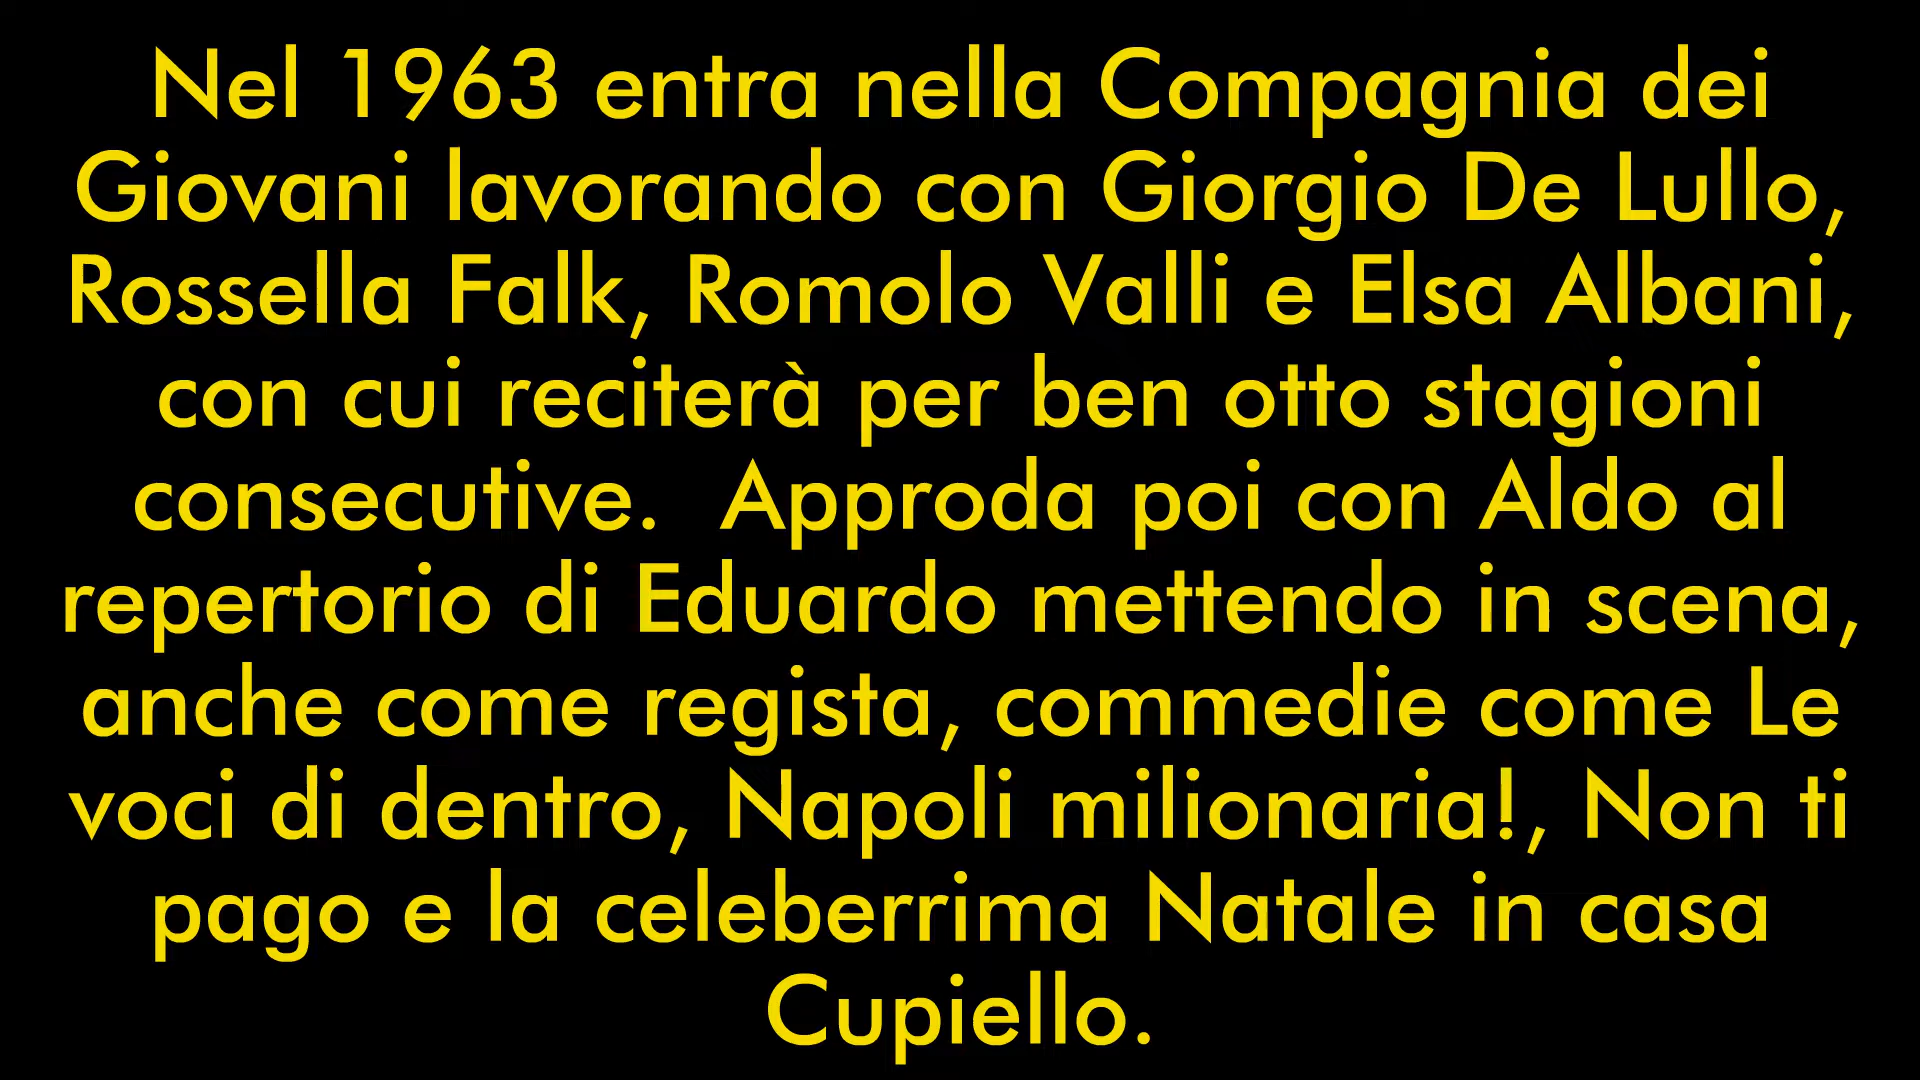 Nel 1963 entra nella Compagnia dei
Giovani lavorando con Giorgio De Lullo,
Rossella Falk, Romolo Valli e Elsa Albani,
con cui reciterà per ben otto stagioni
consecutive.  Approda poi con Aldo al
repertorio di Eduardo mettendo in scena,
anche come regista, commedie come Le
voci di dentro, Napoli milionaria!, Non ti
pago e la celeberrima Natale in casa
Cupiello.